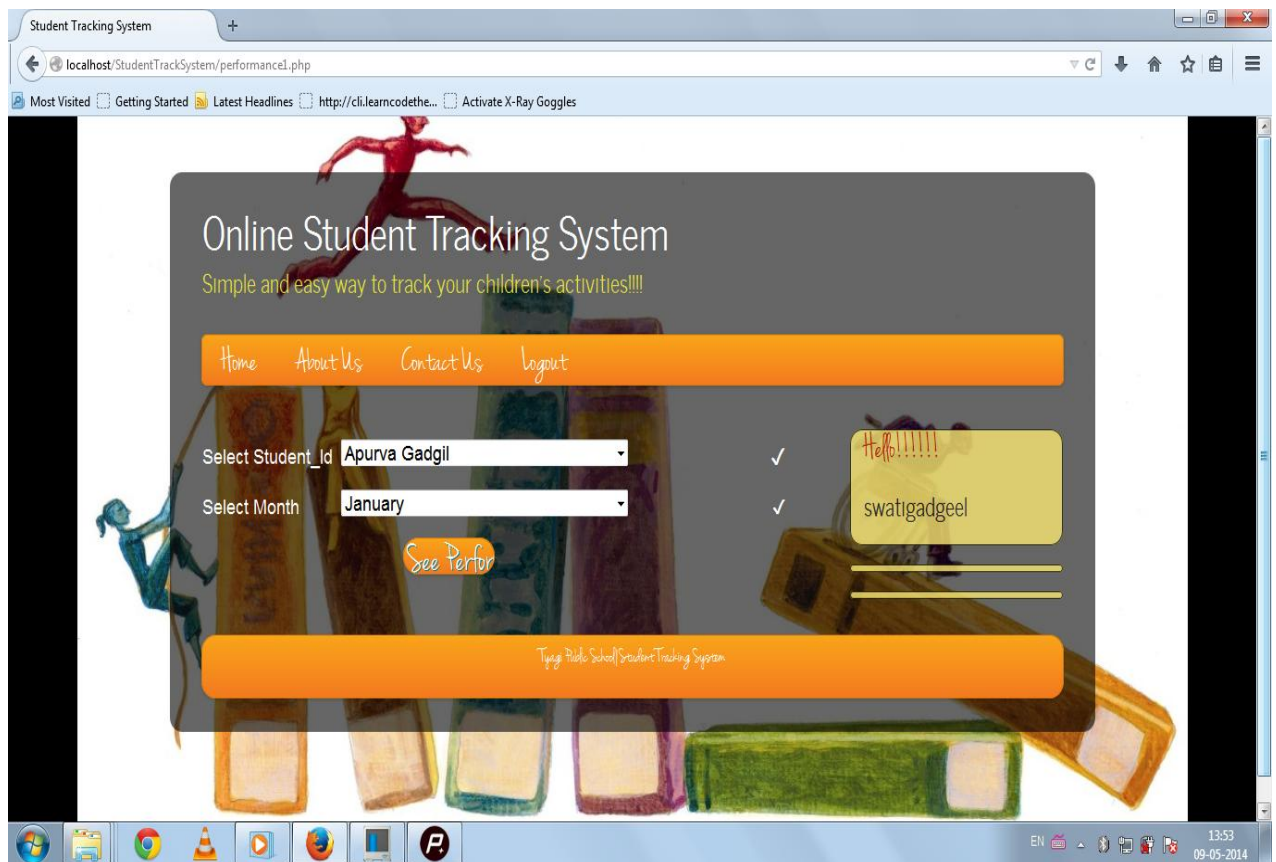 Student Tracking System
localhost/StudentTrackSystem/performance1.php
Most Visited Getting Started Latest Headlines http://cli.learncodethe... Activate X-Ray Goggles
Online Student Tracking System
Simple and easy way to track your children's activities!!!!
Home About Us Contact Us Logout
Select Student_Id Apurva Gadgil
Hello!!!!!!
Select Month January
swatigadgeel
See Perfor
Tyagi Public School|Student Tracking System
EN 13:53
09-05-2014